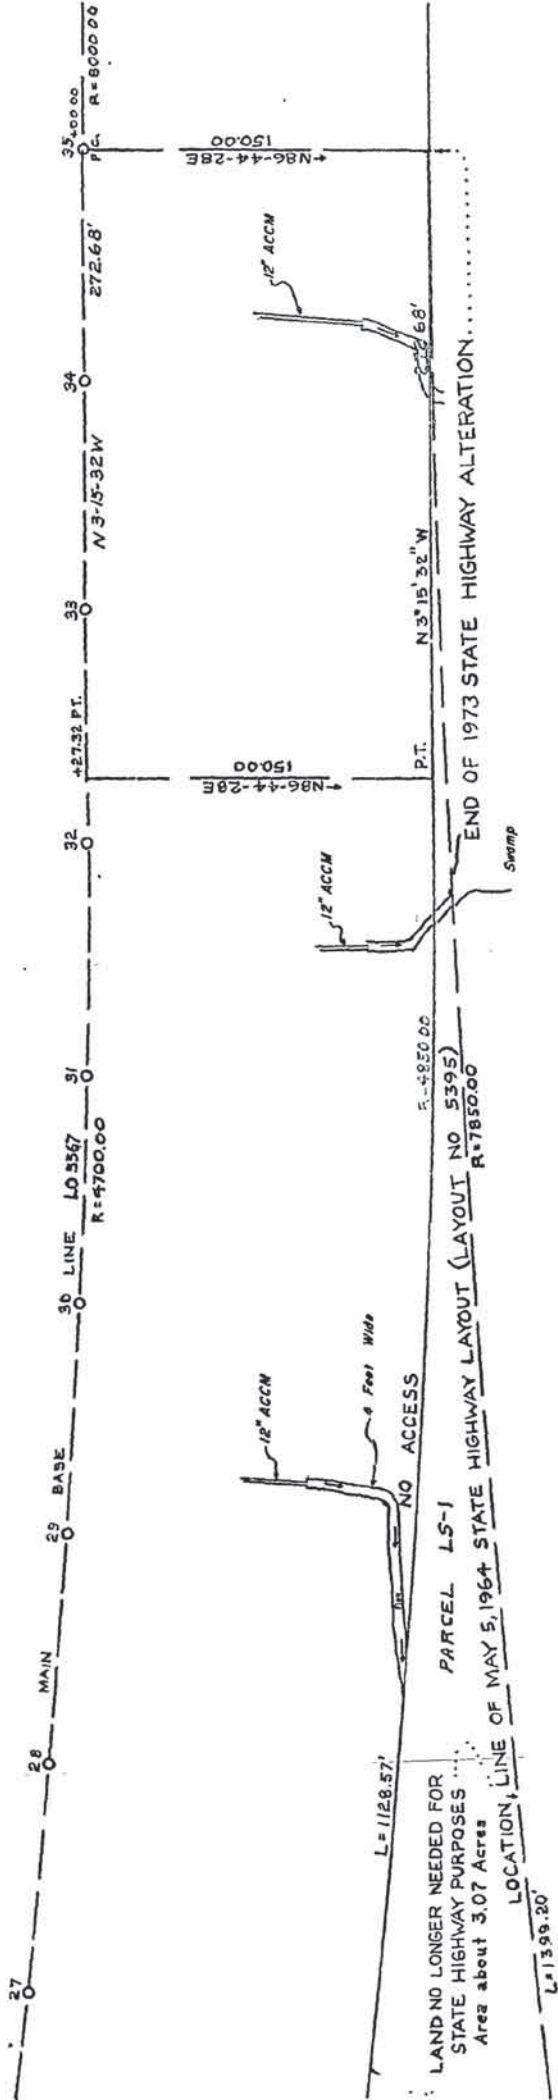 27
28
MAIN
29
BASE
30
LINE
LO 3367
R=4700.00
31
32
+27.32 P.T.
33
N 3-15-32 W
34
272.68'
35+00.00
P.C.
R=8000.00
←N86-44-28E
150.00
←N86-44-28E
150.00
12" ACCM
4 Foot Wide
Flow
12" ACCM
Swamp
12" ACCM
L=1128.57'
NO ACCESS
4850.00
P.T.
N3°15'32"W
68'
PARCEL LS-1
LAND NO LONGER NEEDED FOR
STATE HIGHWAY PURPOSES
Area about 3.07 Acres
LOCATION, LINE OF MAY 5, 1964 STATE HIGHWAY LAYOUT (LAYOUT NO 5395)
R=7850.00
L=1399.20'
END OF 1973 STATE HIGHWAY ALTERATION